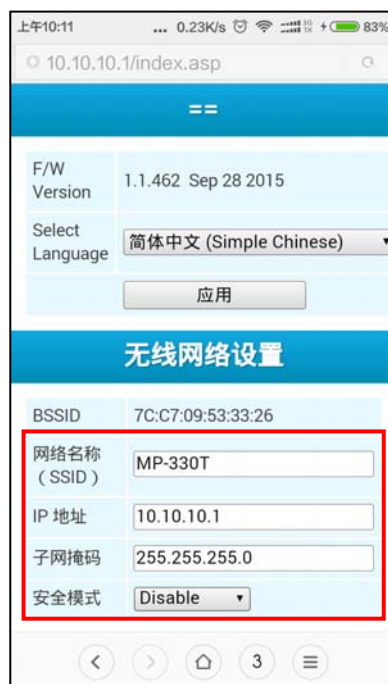 上午10:11 ... 0.23K/s 3G 1X 83%
10.10.10.1/index.asp
==
F/W Version 1.1.462 Sep 28 2015
Select Language 简体中文 (Simple Chinese)
应用
无线网络设置
BSSID 7C:C7:09:53:33:26
网络名称
（SSID） MP-330T
IP 地址 10.10.10.1
子网掩码 255.255.255.0
安全模式 Disable
3